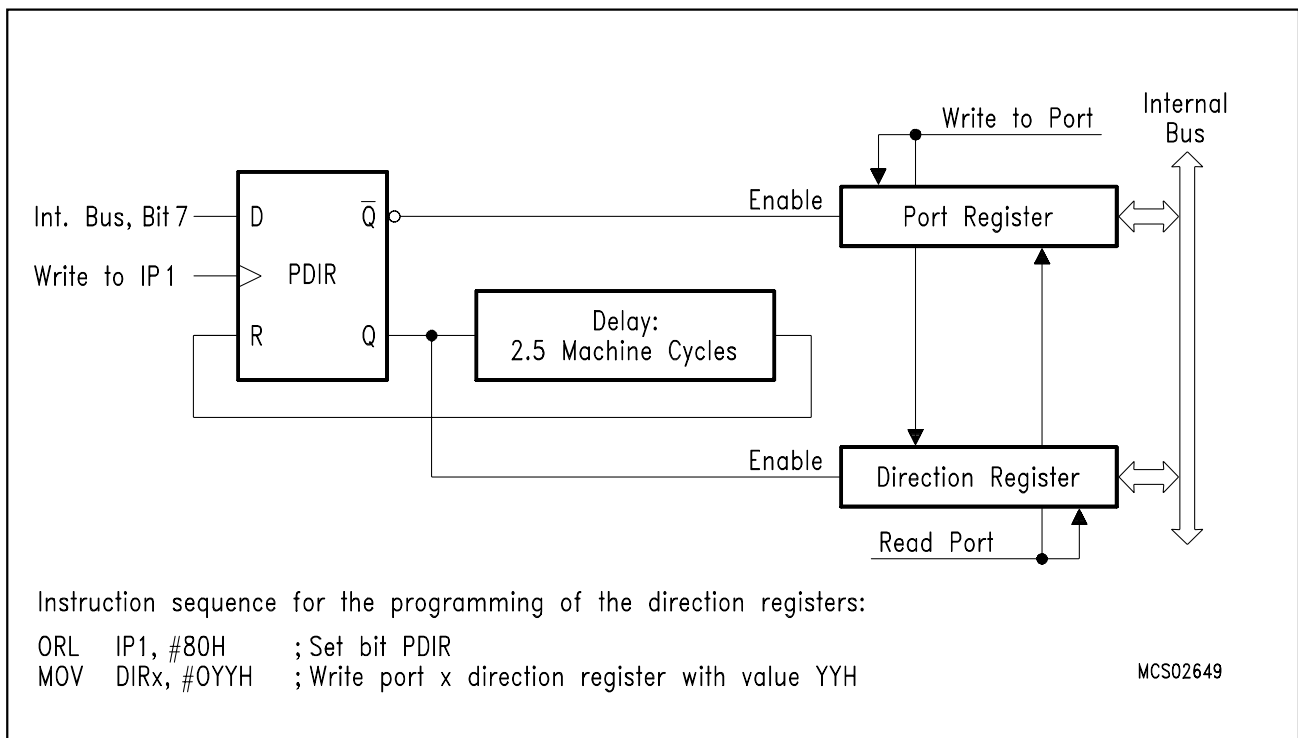 Write to Port
Internal
Bus
Int. Bus, Bit 7
D
Q
Enable
Port Register
Write to IP1
PDIR
R
Q
Delay:
2.5 Machine Cycles
Enable
Direction Register
Read Port
Instruction sequence for the programming of the direction registers:
ORL IP1, #80H ; Set bit PDIR
MOV DIRx, #0YYH ; Write port x direction register with value YYH
MCS02649